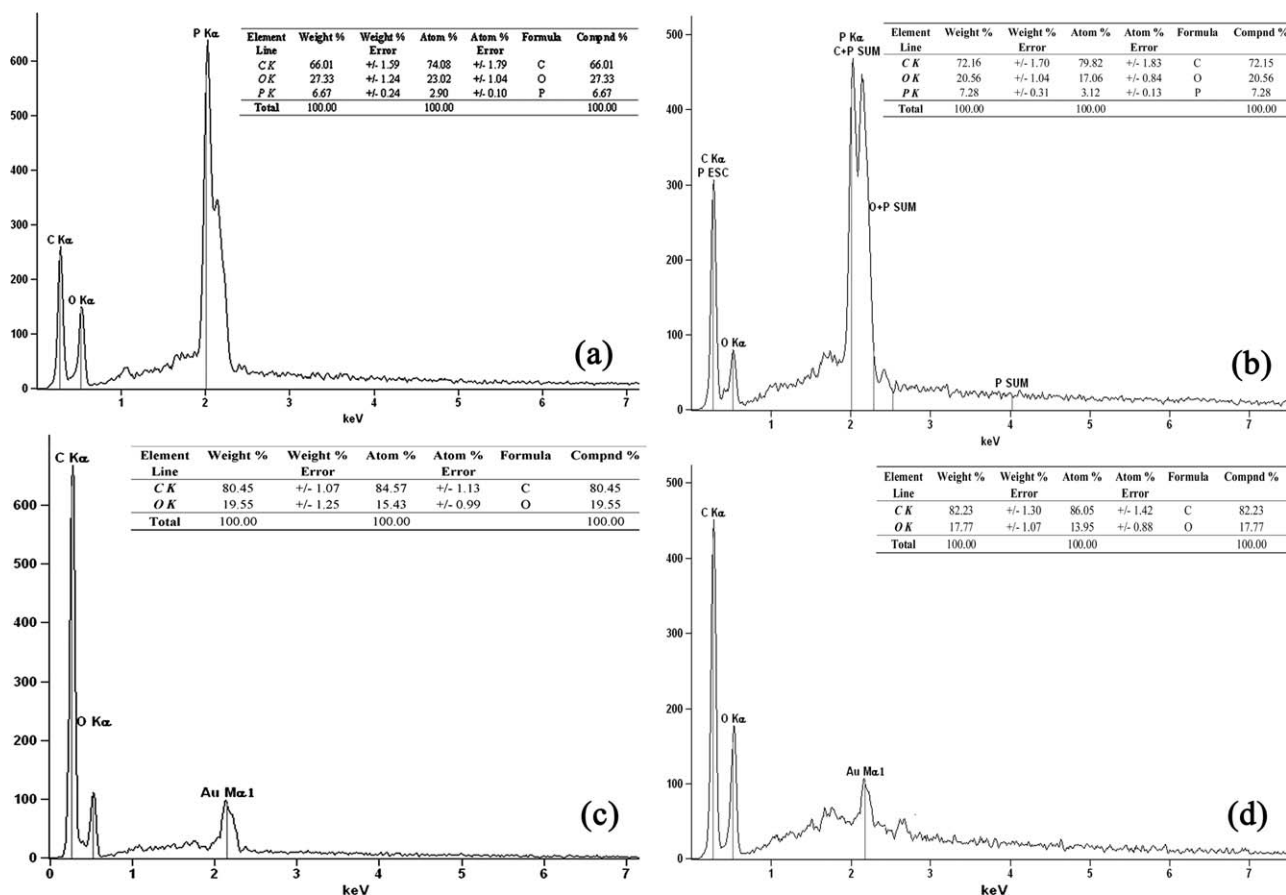 P Kα
Element Weight % Weight % Atom % Atom % Formula Compnd %
Line Error Error
C K 66.01 +/- 1.59 74.08 +/- 1.79 C 66.01
O K 27.33 +/- 1.24 23.02 +/- 1.04 O 27.33
P K 6.67 +/- 0.24 2.90 +/- 0.10 P 6.67
Total 100.00 100.00 100.00
600
500
400
300
200
100
0
C Kα
O Kα
(a)
1 2 3 4 5 6 7
keV
P Kα
C+P SUM
Element Weight % Weight % Atom % Atom % Formula Compnd %
Line Error Error
C K 72.16 +/- 1.70 79.82 +/- 1.83 C 72.15
O K 20.56 +/- 1.04 17.06 +/- 0.84 O 20.56
P K 7.28 +/- 0.31 3.12 +/- 0.13 P 7.28
Total 100.00 100.00 100.00
500
400
300
200
100
0
C Kα
P ESC
O+P SUM
O Kα
P SUM
(b)
1 2 3 4 5 6 7
keV
C Kα
Element Weight % Weight % Atom % Atom % Formula Compnd %
Line Error Error
C K 80.45 +/- 1.07 84.57 +/- 1.13 C 80.45
O K 19.55 +/- 1.25 15.43 +/- 0.99 O 19.55
Total 100.00 100.00 100.00
600
500
400
300
200
100
0
O Kα
Au Mα1
(c)
0 1 2 3 4 5 6 7
keV
Element Weight % Weight % Atom % Atom % Formula Compnd %
Line Error Error
C K 82.23 +/- 1.30 86.05 +/- 1.42 C 82.23
O K 17.77 +/- 1.07 13.95 +/- 0.88 O 17.77
Total 100.00 100.00 100.00
500
400
300
200
100
0
C Kα
O Kα
Au Mα1
(d)
1 2 3 4 5 6 7
keV